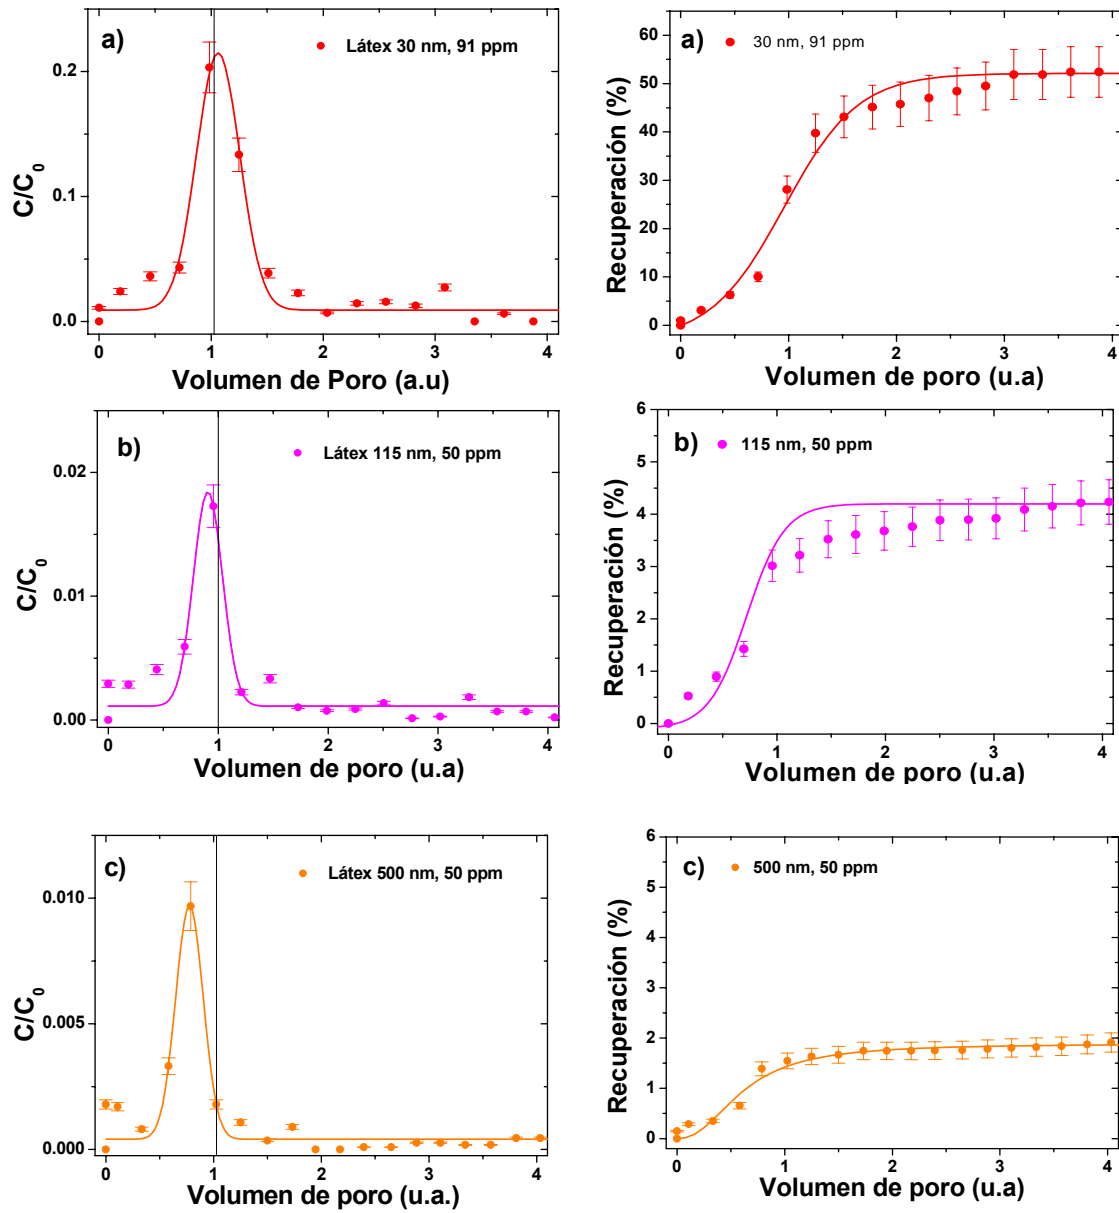 a)
Látex 30 nm, 91 ppm
0.2
0.1
0.0
C/C0
0 1 2 3 4
Volumen de Poro (a.u)
a)
30 nm, 91 ppm
60
50
40
30
20
10
0
Recuperación (%)
0 1 2 3 4
Volumen de poro (u.a)
b)
Látex 115 nm, 50 ppm
0.02
0.01
0.00
C/C0
0 1 2 3 4
Volumen de poro (u.a)
b)
115 nm, 50 ppm
6
5
4
3
2
1
0
Recuperación (%)
0 1 2 3 4
Volumen de poro (u.a)
c)
Látex 500 nm, 50 ppm
0.010
0.005
0.000
C/C0
0 1 2 3 4
Volumen de poro (u.a.)
c)
500 nm, 50 ppm
6
5
4
3
2
1
0
Recuperación (%)
0 1 2 3 4
Volumen de poro (u.a)